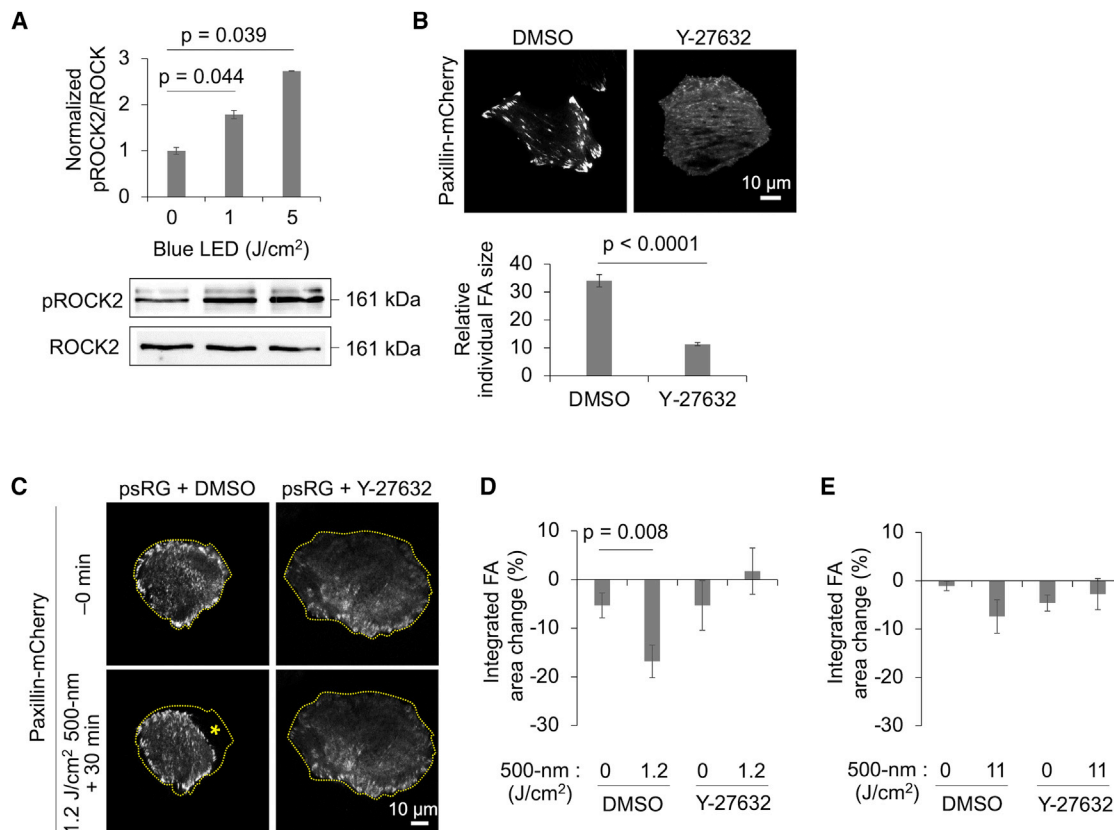 A
Normalized
pROCK2/ROCK
p = 0.039
p = 0.044
3
2
1
0
0 1 5
Blue LED (J/cm²)
pROCK2
161 kDa
ROCK2
161 kDa
B
DMSO Y-27632
Paxillin-mCherry
10 µm
p < 0.0001
Relative
individual FA size
40
30
20
10
0
DMSO Y-27632
C
psRG + DMSO psRG + Y-27632
Paxillin-mCherry
–0 min
1.2 J/cm² 500-nm
+ 30 min
*
10 µm
D
Integrated FA
area change (%)
10
0
-10
-20
-30
p = 0.008
500-nm : 0 1.2 0 1.2
(J/cm²) DMSO Y-27632
E
Integrated FA
area change (%)
10
0
-10
-20
-30
500-nm : 0 11 0 11
(J/cm²) DMSO Y-27632